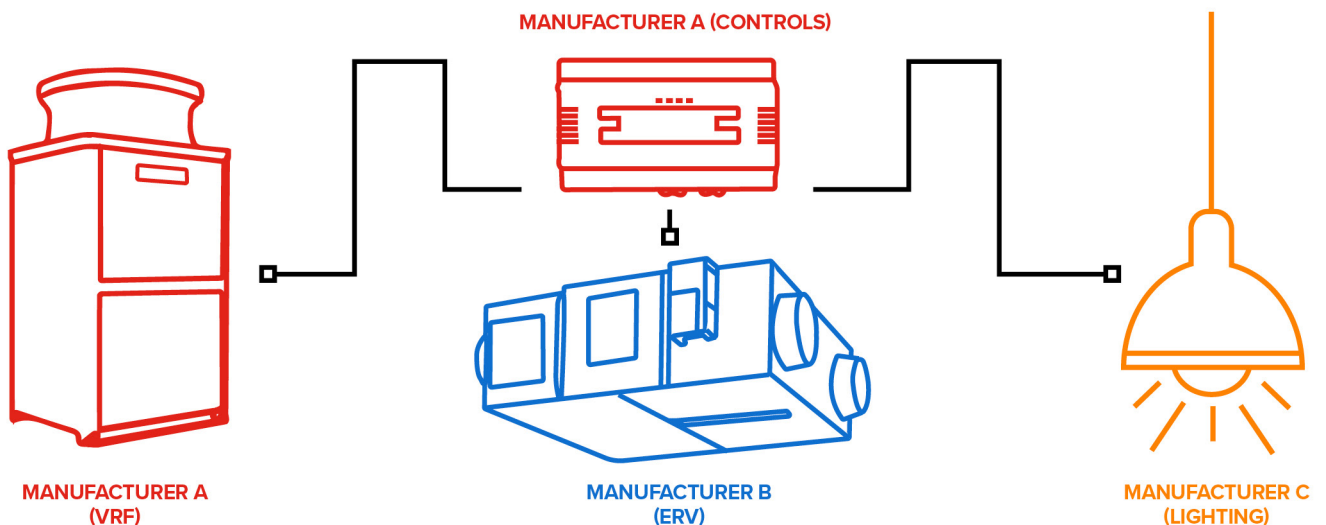 MANUFACTURER A (CONTROLS)
MANUFACTURER A
(VRF)
MANUFACTURER B
(ERV)
MANUFACTURER C
(LIGHTING)